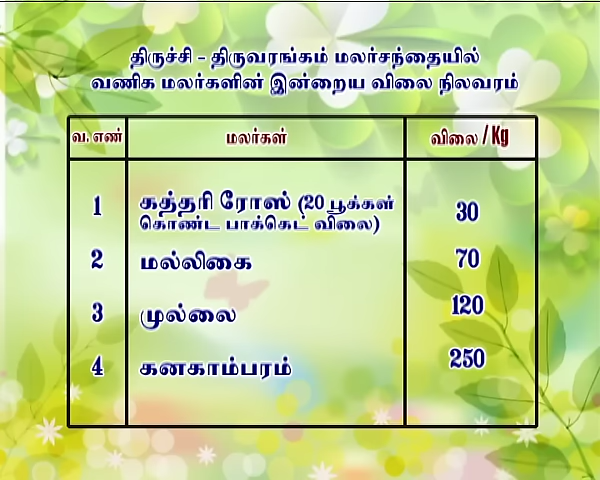 திருச்சி - திருவரங்கம் மலர்சந்தையில்
வணிக மலர்களின் இன்றைய விலை நிலவரம்
வ. எண் மலர்கள் விலை / Kg
1 கத்தரி ரோஸ் (20 பூக்கள் கொண்ட பாக்கெட் விலை) 30
2 மல்லிகை 70
3 முல்லை 120
4 கனகாம்பரம் 250